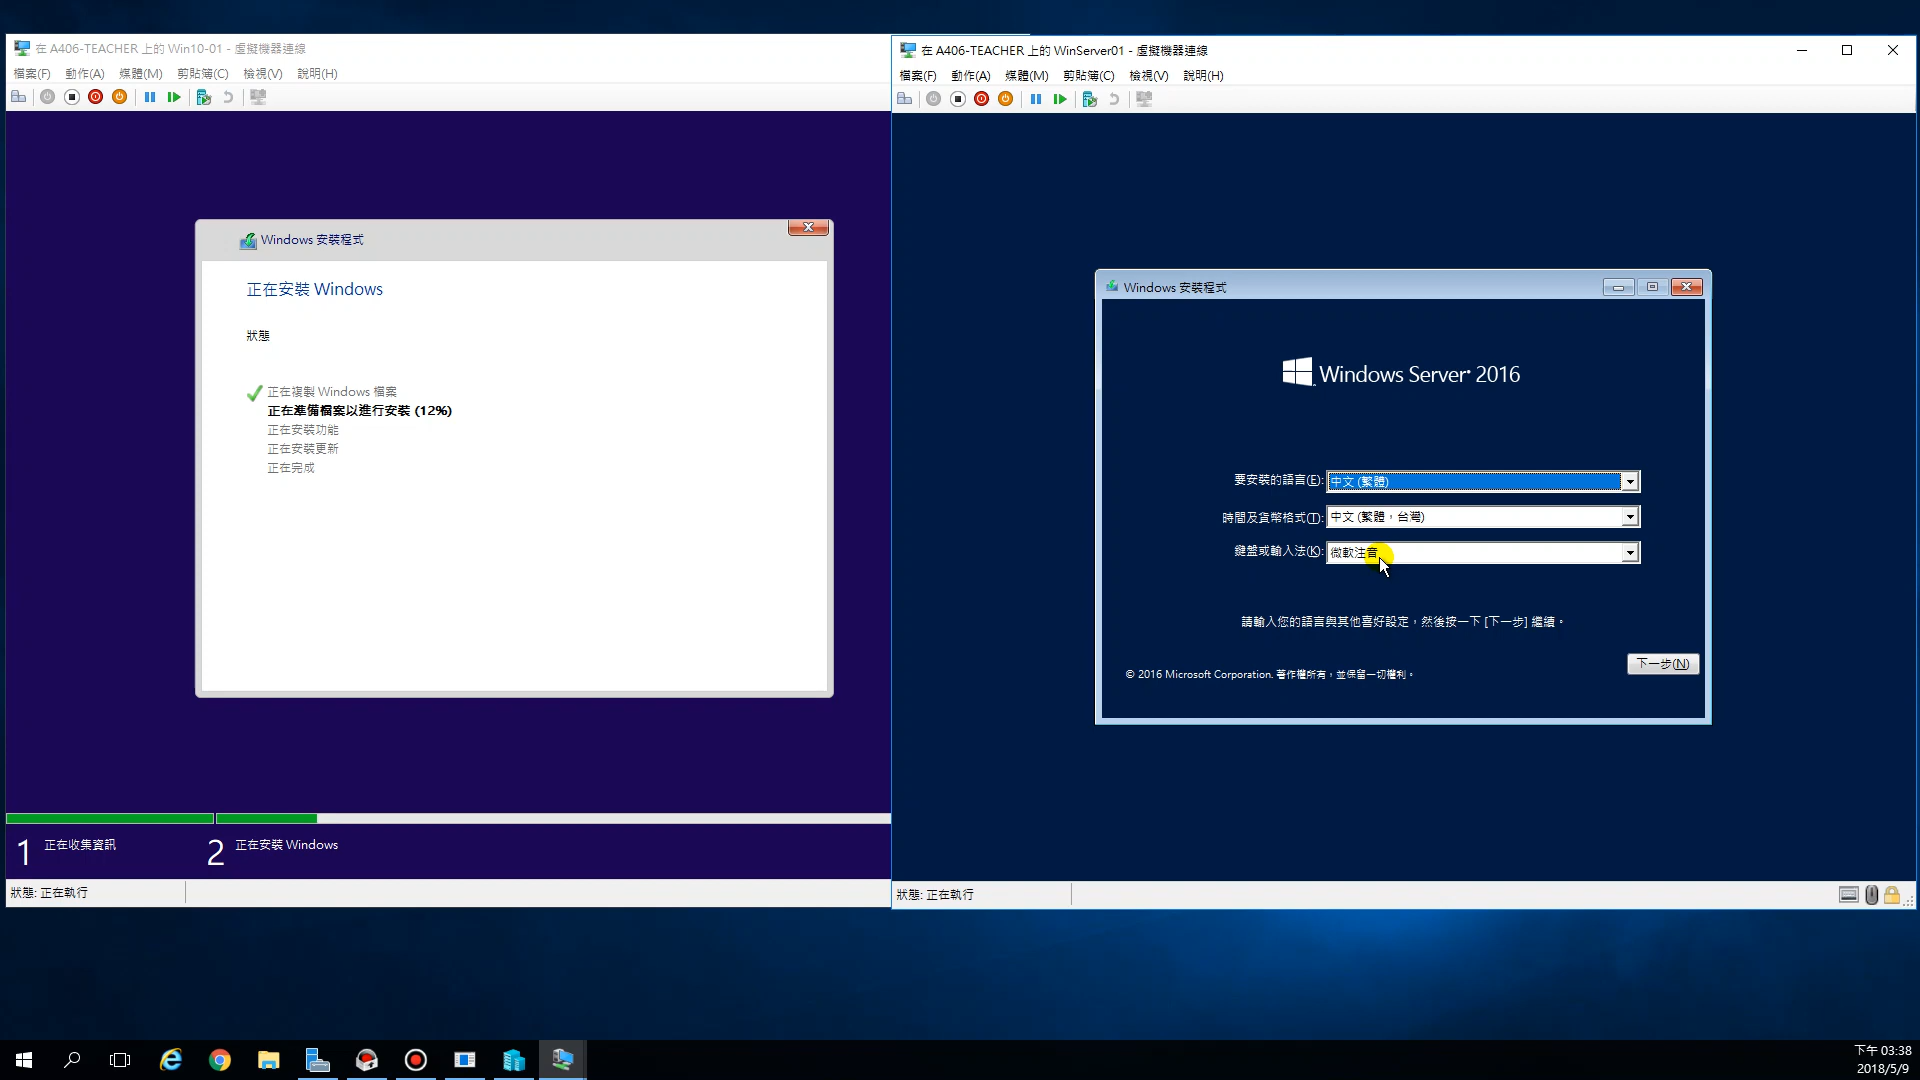 在 A406-TEACHER 上的 Win10-01 - 虛擬機器連線
檔案(F) 動作(A) 媒體(M) 剪貼簿(C) 檢視(V) 說明(H)
Windows 安裝程式
正在安裝 Windows
狀態
正在複製 Windows 檔案
正在準備檔案以進行安裝 (12%)
正在安裝功能
正在安裝更新
正在完成
1 正在收集資訊
2 正在安裝 Windows
狀態: 正在執行
在 A406-TEACHER 上的 WinServer01 - 虛擬機器連線
檔案(F) 動作(A) 媒體(M) 剪貼簿(C) 檢視(V) 說明(H)
Windows 安裝程式
Windows Server® 2016
要安裝的語言(E): 中文 (繁體)
時間及貨幣格式(T): 中文 (繁體，台灣)
鍵盤或輸入法(K): 微軟注音
請輸入您的語言與其他喜好設定，然後按一下 [下一步] 繼續。
© 2016 Microsoft Corporation. 著作權所有，並保留一切權利。
下一步(N)
狀態: 正在執行
下午 03:38
2018/5/9